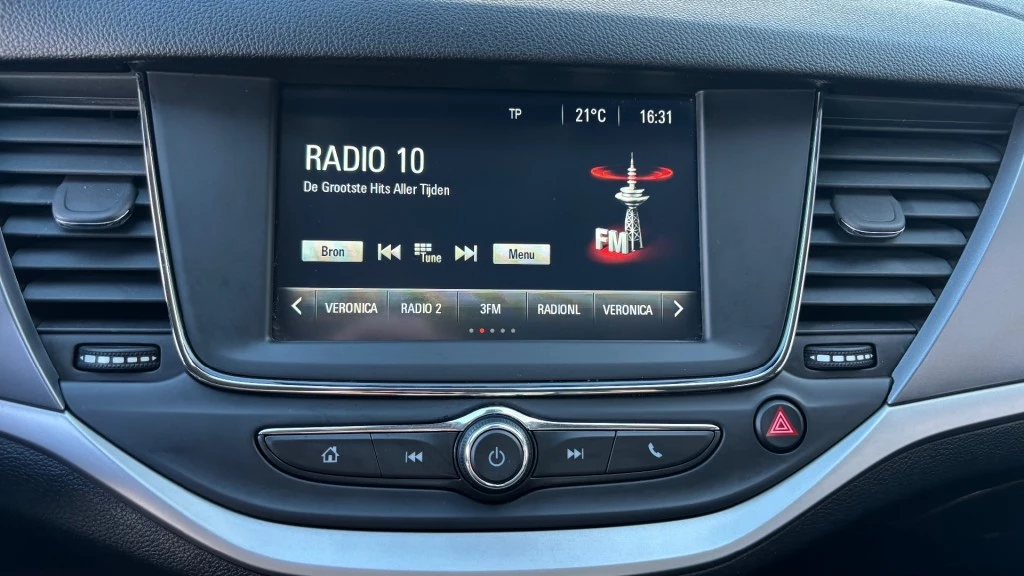 TP 21°C 16:31
RADIO 10
De Grootste Hits Aller Tijden
FM
Bron Tune Menu
VERONICA RADIO 2 3FM RADIONL VERONICA